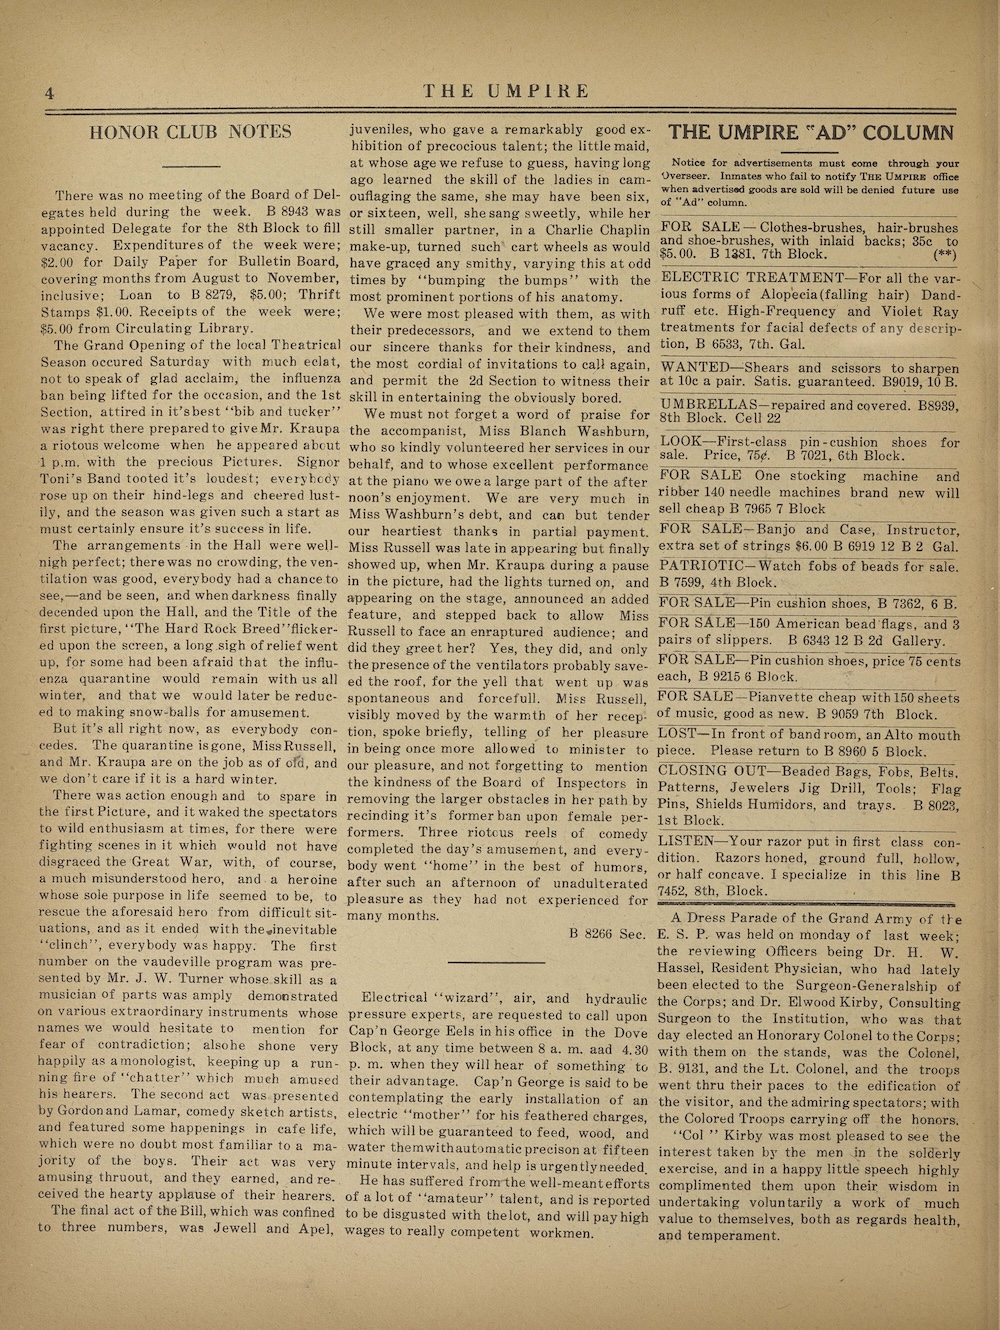 4
THE UMPIRE
HONOR CLUB NOTES
There was no meeting of the Board of Del-
egates held during the week. B 8943 was
appointed Delegate for the 8th Block to fill
vacancy. Expenditures of the week were;
$2.00 for Daily Paper for Bulletin Board,
covering months from August to November,
inclusive; Loan to B 8279, $5.00; Thrift
Stamps $1.00. Receipts of the week were;
$5.00 from Circulating Library.
The Grand Opening of the local Theatrical
Season occured Saturday with much eclat,
not to speak of glad acclaim, the influenza
ban being lifted for the occasion, and the 1st
Section, attired in it's best "bib and tucker"
was right there prepared to give Mr. Kraupa
a riotous welcome when he appeared about
1 p.m. with the precious Pictures. Signor
Toni's Band tooted it's loudest; everybody
rose up on their hind-legs and cheered lust-
ily, and the season was given such a start as
must certainly ensure it's success in life.
The arrangements in the Hall were well-
nigh perfect; there was no crowding, the ven-
tilation was good, everybody had a chance to
see,—and be seen, and when darkness finally
decended upon the Hall, and the Title of the
first picture, "The Hard Rock Breed" flicker-
ed upon the screen, a long sigh of relief went
up, for some had been afraid that the influ-
enza quarantine would remain with us all
winter, and that we would later be reduc-
ed to making snow-balls for amusement.
But it's all right now, as everybody con-
cedes. The quarantine is gone, Miss Russell,
and Mr. Kraupa are on the job as of old, and
we don't care if it is a hard winter.
There was action enough and to spare in
the first Picture, and it waked the spectators
to wild enthusiasm at times, for there were
fighting scenes in it which would not have
disgraced the Great War, with, of course,
a much misunderstood hero, and a heroine
whose sole purpose in life seemed to be, to
rescue the aforesaid hero from difficult sit-
uations, and as it ended with the inevitable
"clinch", everybody was happy. The first
number on the vaudeville program was pre-
sented by Mr. J. W. Turner whose skill as a
musician of parts was amply demonstrated
on various extraordinary instruments whose
names we would hesitate to mention for
fear of contradiction; also he shone very
happily as a monologist, keeping up a run-
ning fire of "chatter" which much amused
his hearers. The second act was presented
by Gordon and Lamar, comedy sketch artists,
and featured some happenings in cafe life,
which were no doubt most familiar to a ma-
jority of the boys. Their act was very
amusing thruout, and they earned, and re-
ceived the hearty applause of their hearers.
The final act of the Bill, which was confined
to three numbers, was Jewell and Apel,
juveniles, who gave a remarkably good ex-
hibition of precocious talent; the little maid,
at whose age we refuse to guess, having long
ago learned the skill of the ladies in cam-
ouflaging the same, she may have been six,
or sixteen, well, she sang sweetly, while her
still smaller partner, in a Charlie Chaplin
make-up, turned such cart wheels as would
have graced any smithy, varying this at odd
times by "bumping the bumps" with the
most prominent portions of his anatomy.
We were most pleased with them, as with
their predecessors, and we extend to them
our sincere thanks for their kindness, and
the most cordial of invitations to call again,
and permit the 2d Section to witness their
skill in entertaining the obviously bored.
We must not forget a word of praise for
the accompanist, Miss Blanch Washburn,
who so kindly volunteered her services in our
behalf, and to whose excellent performance
at the piano we owe a large part of the after
noon's enjoyment. We are very much in
Miss Washburn's debt, and can but tender
our heartiest thanks in partial payment.
Miss Russell was late in appearing but finally
showed up, when Mr. Kraupa during a pause
in the picture, had the lights turned on, and
appearing on the stage, announced an added
feature, and stepped back to allow Miss
Russell to face an enraptured audience; and
did they greet her? Yes, they did, and only
the presence of the ventilators probably save-
ed the roof, for the yell that went up was
spontaneous and forcefull. Miss Russell,
visibly moved by the warmth of her recep-
tion, spoke briefly, telling of her pleasure
in being once more allowed to minister to
our pleasure, and not forgetting to mention
the kindness of the Board of Inspectors in
removing the larger obstacles in her path by
recinding it's former ban upon female per-
formers. Three riotous reels of comedy
completed the day's amusement, and every-
body went "home" in the best of humors,
after such an afternoon of unadulterated
pleasure as they had not experienced for
many months.
B 8266 Sec.
Electrical "wizard", air, and hydraulic
pressure experts, are requested to call upon
Cap'n George Eels in his office in the Dove
Block, at any time between 8 a. m. aad 4.30
p. m. when they will hear of something to
their advantage. Cap'n George is said to be
contemplating the early installation of an
electric "mother" for his feathered charges,
which will be guaranteed to feed, wood, and
water them with automatic precison at fifteen
minute intervals, and help is urgently needed.
He has suffered from the well-meant efforts
of a lot of "amateur" talent, and is reported
to be disgusted with the lot, and will pay high
wages to really competent workmen.
THE UMPIRE "AD" COLUMN
Notice for advertisements must come through your
Overseer. Inmates who fail to notify THE UMPIRE office
when advertised goods are sold will be denied future use
of "Ad" column.
FOR SALE — Clothes-brushes, hair-brushes
and shoe-brushes, with inlaid backs; 35c to
$5.00. B 1381, 7th Block. (**)
ELECTRIC TREATMENT—For all the var-
ious forms of Alopecia (falling hair) Dand-
ruff etc. High-Frequency and Violet Ray
treatments for facial defects of any descrip-
tion, B 6533, 7th. Gal.
WANTED—Shears and scissors to sharpen
at 10c a pair. Satis. guaranteed. B9019, 10 B.
UMBRELLAS—repaired and covered. B8939,
8th Block. Cell 22
LOOK—First-class pin-cushion shoes for
sale. Price, 75¢. B 7021, 6th Block.
FOR SALE One stocking machine and
ribber 140 needle machines brand new will
sell cheap B 7965 7 Block
FOR SALE—Banjo and Case, Instructor,
extra set of strings $6.00 B 6919 12 B 2 Gal.
PATRIOTIC—Watch fobs of beads for sale.
B 7599, 4th Block.
FOR SALE—Pin cushion shoes, B 7362, 6 B.
FOR SALE—150 American bead flags, and 3
pairs of slippers. B 6343 12 B 2d Gallery.
FOR SALE—Pin cushion shoes, price 75 cents
each, B 9215 6 Block.
FOR SALE—Pianvette cheap with 150 sheets
of music, good as new. B 9059 7th Block.
LOST—In front of band room, an Alto mouth
piece. Please return to B 8960 5 Block.
CLOSING OUT—Beaded Bags, Fobs, Belts,
Patterns, Jewelers Jig Drill, Tools; Flag
Pins, Shields Humidors, and trays. B 8023,
1st Block.
LISTEN—Your razor put in first class con-
dition. Razors honed, ground full, hollow,
or half concave. I specialize in this line B
7452, 8th, Block.
A Dress Parade of the Grand Army of the
E. S. P. was held on monday of last week;
the reviewing Officers being Dr. H. W.
Hassel, Resident Physician, who had lately
been elected to the Surgeon-Generalship of
the Corps; and Dr. Elwood Kirby, Consulting
Surgeon to the Institution, who was that
day elected an Honorary Colonel to the Corps;
with them on the stands, was the Colonel,
B. 9131, and the Lt. Colonel, and the troops
went thru their paces to the edification of
the visitor, and the admiring spectators; with
the Colored Troops carrying off the honors.
"Col " Kirby was most pleased to see the
interest taken by the men in the solderly
exercise, and in a happy little speech highly
complimented them upon their wisdom in
undertaking voluntarily a work of much
value to themselves, both as regards health,
and temperament.